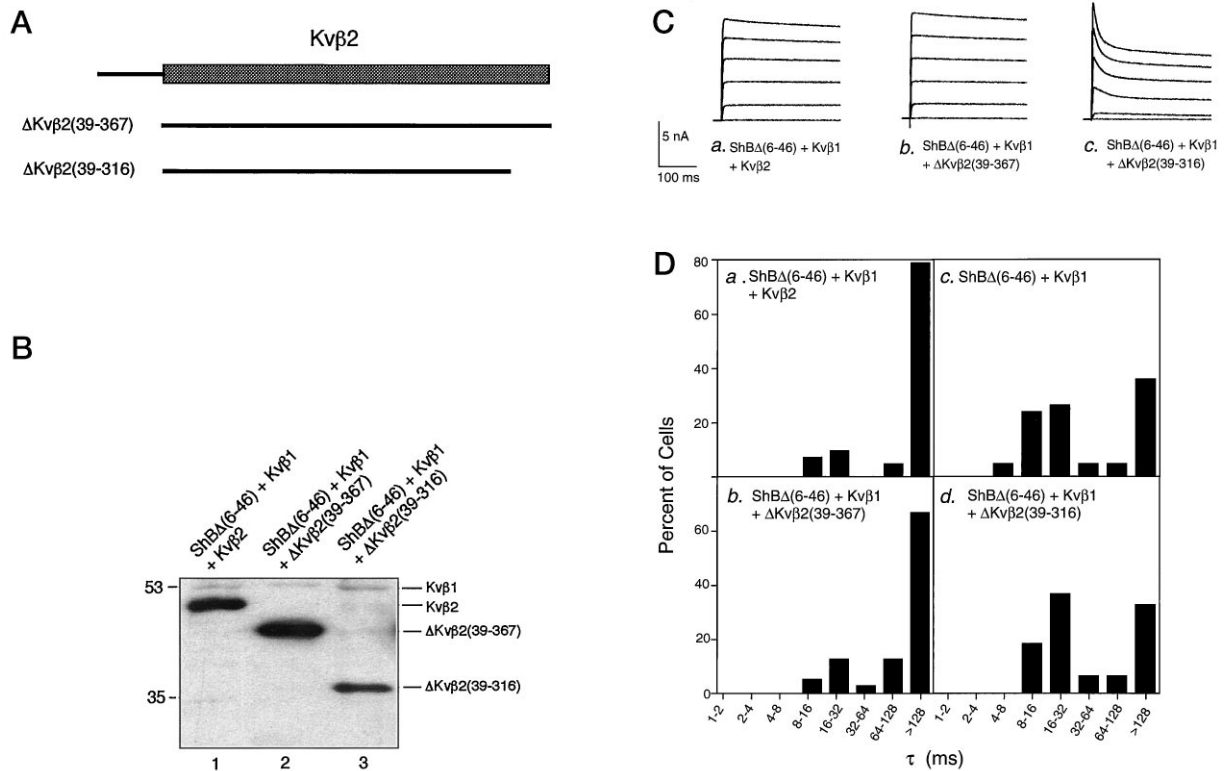 A
Kvβ2
ΔKvβ2(39-367)
ΔKvβ2(39-316)
B
ShBΔ(6-46) + Kvβ1
+ Kvβ2
ShBΔ(6-46) + Kvβ1
+ ΔKvβ2(39-367)
ShBΔ(6-46) + Kvβ1
+ ΔKvβ2(39-316)
53
35
Kvβ1
Kvβ2
ΔKvβ2(39-367)
ΔKvβ2(39-316)
1 2 3
C
5 nA
100 ms
a. ShBΔ(6-46) + Kvβ1
+ Kvβ2
b. ShBΔ(6-46) + Kvβ1
+ ΔKvβ2(39-367)
c. ShBΔ(6-46) + Kvβ1
+ ΔKvβ2(39-316)
D
Percent of Cells
80
60
40
20
a. ShBΔ(6-46) + Kvβ1
+ Kvβ2
c. ShBΔ(6-46) + Kvβ1
60
40
20
0
b. ShBΔ(6-46) + Kvβ1
+ ΔKvβ2(39-367)
d. ShBΔ(6-46) + Kvβ1
+ ΔKvβ2(39-316)
1-2 2-4 4-8 8-16 16-32 32-64 64-128 >128
1-2 2-4 4-8 8-16 16-32 32-64 64-128 >128
τ (ms)